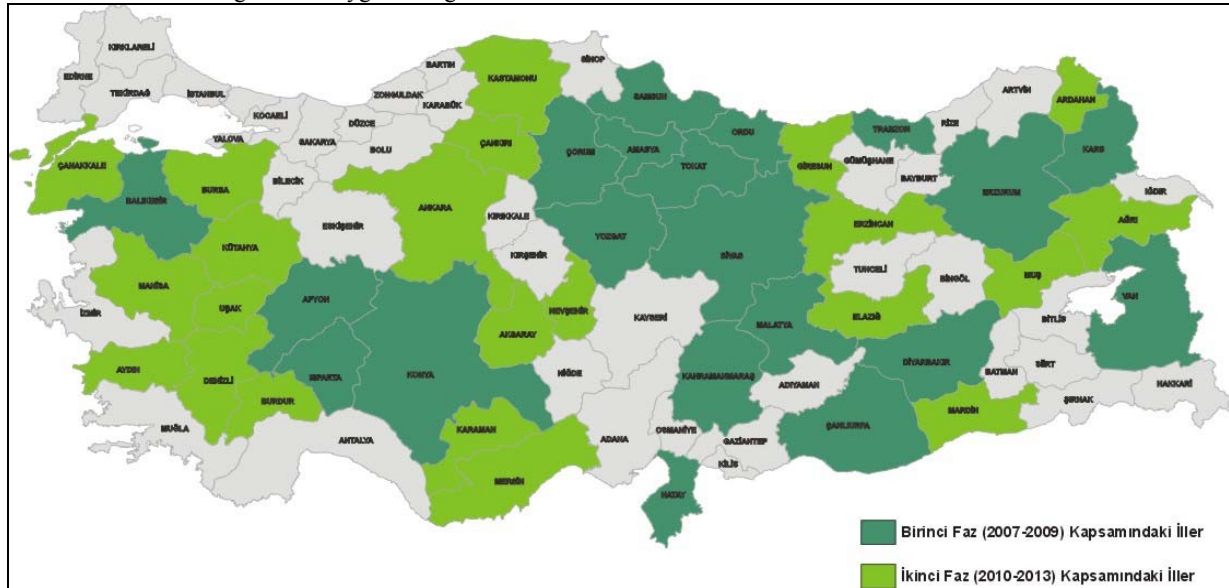 KIRKLARELİ
EDİRNE
TEKİRDAĞ
İSTANBUL
KOCAELİ
YALOVA
SAKARYA
DÜZCE
BOLU
ZONGULDAK
BARTIN
KARABÜK
KASTAMONU
SİNOP
ÇANKIRI
SAMSUN
ÇORUM
AMASYA
TOKAT
ORDU
GİRESUN
TRABZON
GÜMÜŞHANE
BAYBURT
RİZE
ARTVİN
ARDAHAN
KARS
ERZURUM
IĞDIR
AĞRI
ÇANAKKALE
BALIKESİR
BURSA
BİLECİK
ESKİŞEHİR
KÜTAHYA
ANKARA
KIRIKKALE
KIRŞEHİR
YOZGAT
SİVAS
ERZİNCAN
TUNCELİ
BİNGÖL
MUŞ
VAN
BİTLİS
ELAZIĞ
MALATYA
MANİSA
UŞAK
İZMİR
AFYON
AKSARAY
NEVŞEHİR
KAYSERİ
AYDIN
DENİZLİ
ISPARTA
BURDUR
KONYA
NİĞDE
KAHRAMANMARAŞ
ADIYAMAN
DİYARBAKIR
BATMAN
SİİRT
HAKKARİ
ŞIRNAK
MARDİN
ŞANLIURFA
MUĞLA
ANTALYA
KARAMAN
MERSİN
ADANA
OSMANİYE
GAZİANTEP
KİLİS
HATAY
Birinci Faz (2007-2009) Kapsamındaki İller
İkinci Faz (2010-2013) Kapsamındaki İller